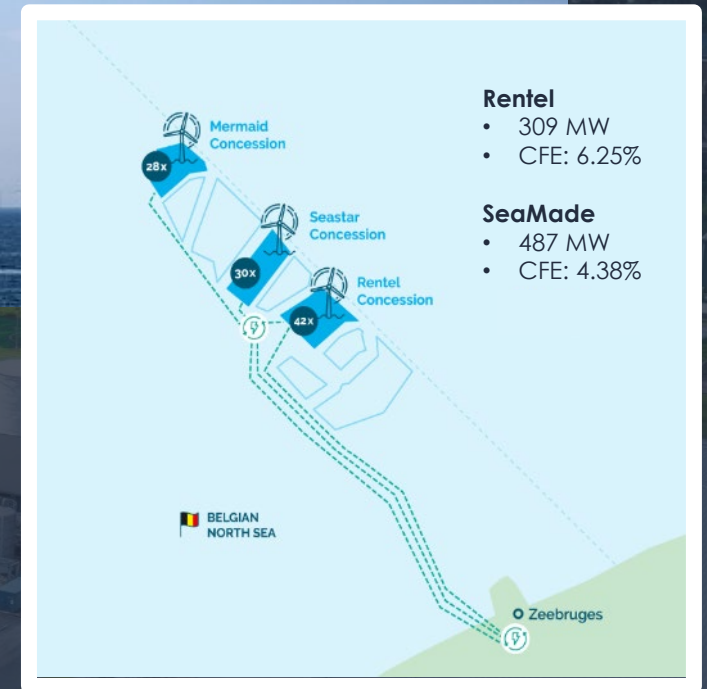 Rentel
• 309 MW
• CFE: 6.25%
SeaMade
• 487 MW
• CFE: 4.38%
Mermaid
Concession
28x
Seastar
Concession
30x
Rentel
Concession
42x
BELGIAN
NORTH SEA
Zeebruges